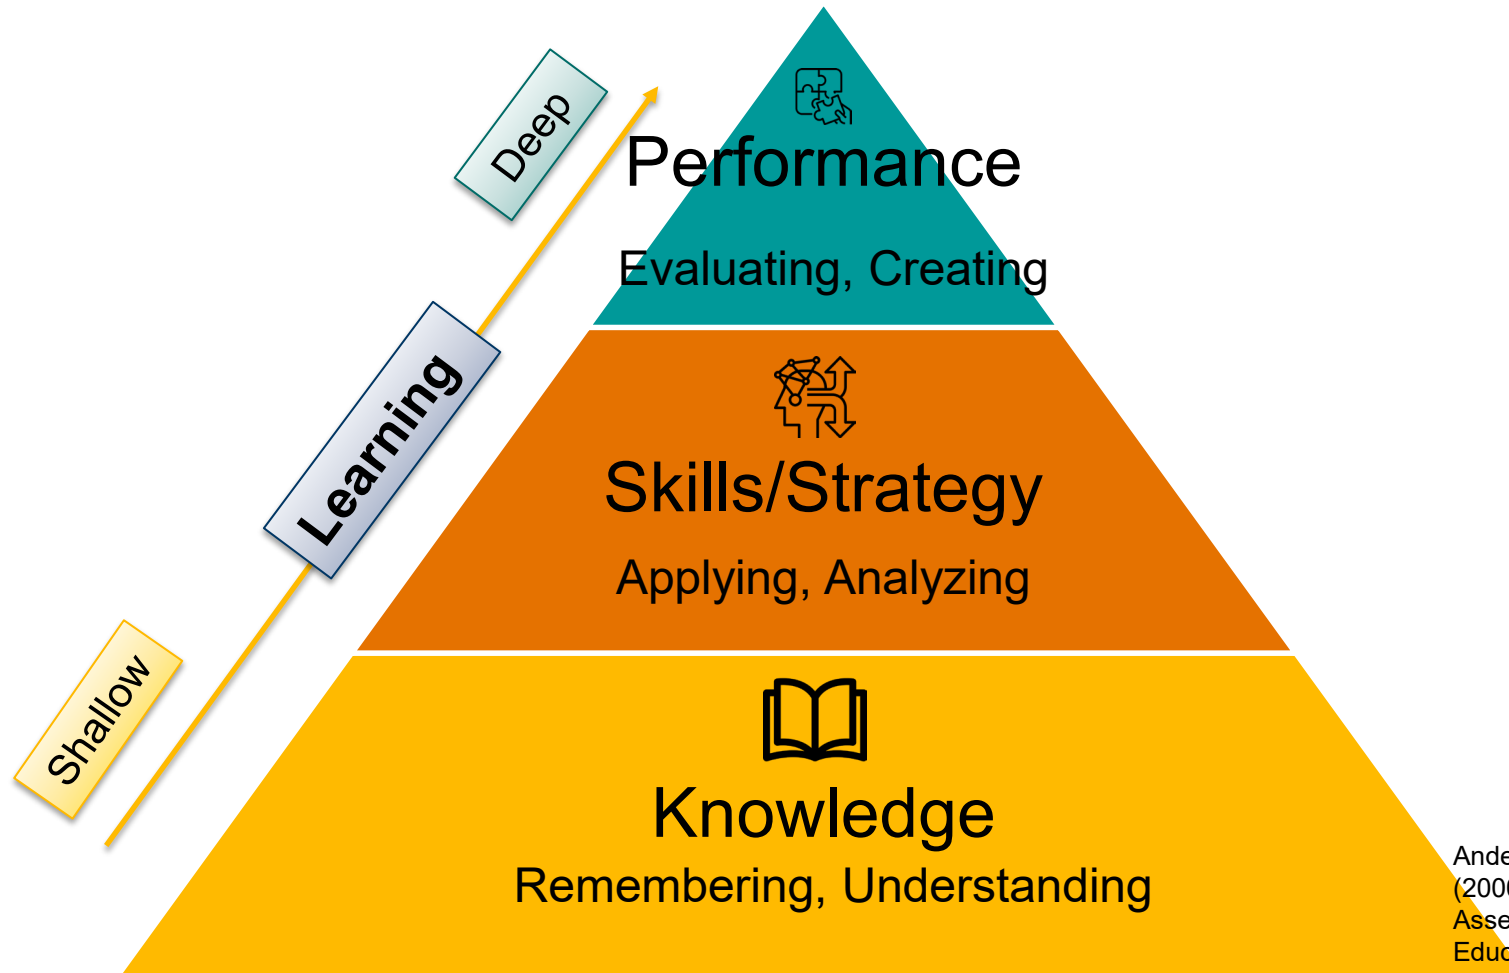 Deep
Performance
Evaluating, Creating
Learning
Skills/Strategy
Applying, Analyzing
Shallow
Knowledge
Remembering, Understanding